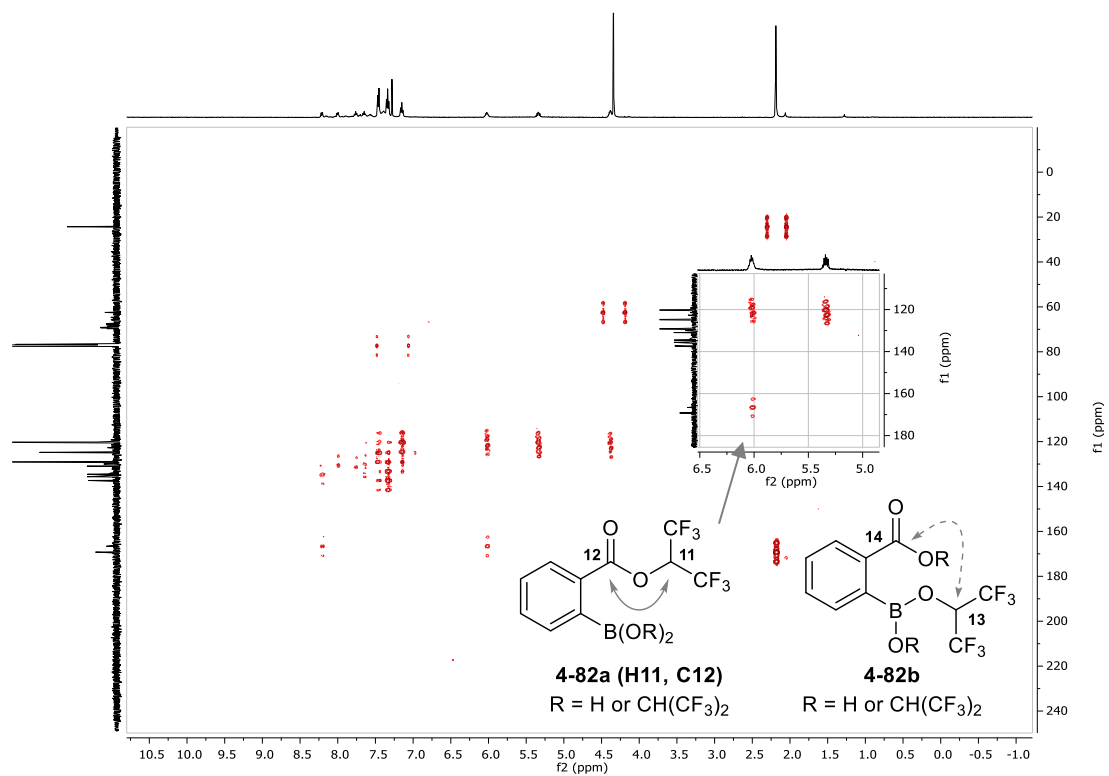 0
20
40
60
80
100
120
140
160
180
200
220
240
f1 (ppm)
120
140
160
180
f1 (ppm)
6.5 6.0 5.5 5.0
f2 (ppm)
O
12
11
CF3
O
CF3
B(OR)2
4-82a (H11, C12)
R = H or CH(CF3)2
O
14
OR
O
CF3
B
13
OR
CF3
4-82b
R = H or CH(CF3)2
10.5 10.0 9.5 9.0 8.5 8.0 7.5 7.0 6.5 6.0 5.5 5.0 4.5 4.0 3.5 3.0 2.5 2.0 1.5 1.0 0.5 0.0 -0.5 -1.0
f2 (ppm)